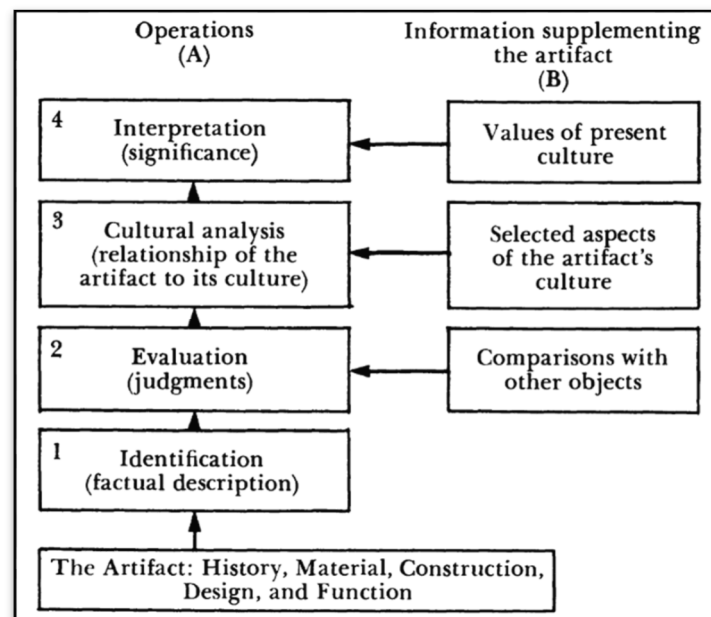 Operations
(A)
Information supplementing
the artifact
(B)
4
Interpretation
(significance)
Values of present
culture
3
Cultural analysis
(relationship of the
artifact to its culture)
Selected aspects
of the artifact's
culture
2
Evaluation
(judgments)
Comparisons with
other objects
1
Identification
(factual description)
The Artifact: History, Material, Construction,
Design, and Function